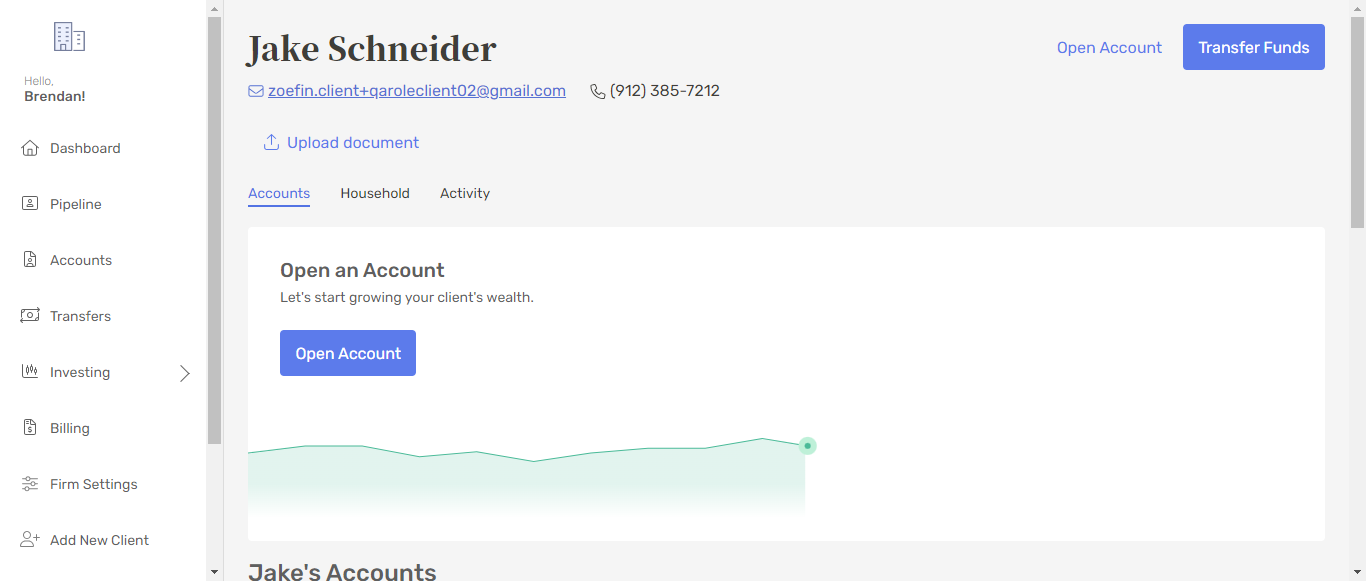 Hello,
Brendan!
Dashboard
Pipeline
Accounts
Transfers
Investing
Billing
Firm Settings
Add New Client
Jake Schneider
Open Account
Transfer Funds
zoefin.client+qaroleclient02@gmail.com
(912) 385-7212
Upload document
Accounts Household Activity
Open an Account
Let's start growing your client's wealth.
Open Account
Jake's Accounts